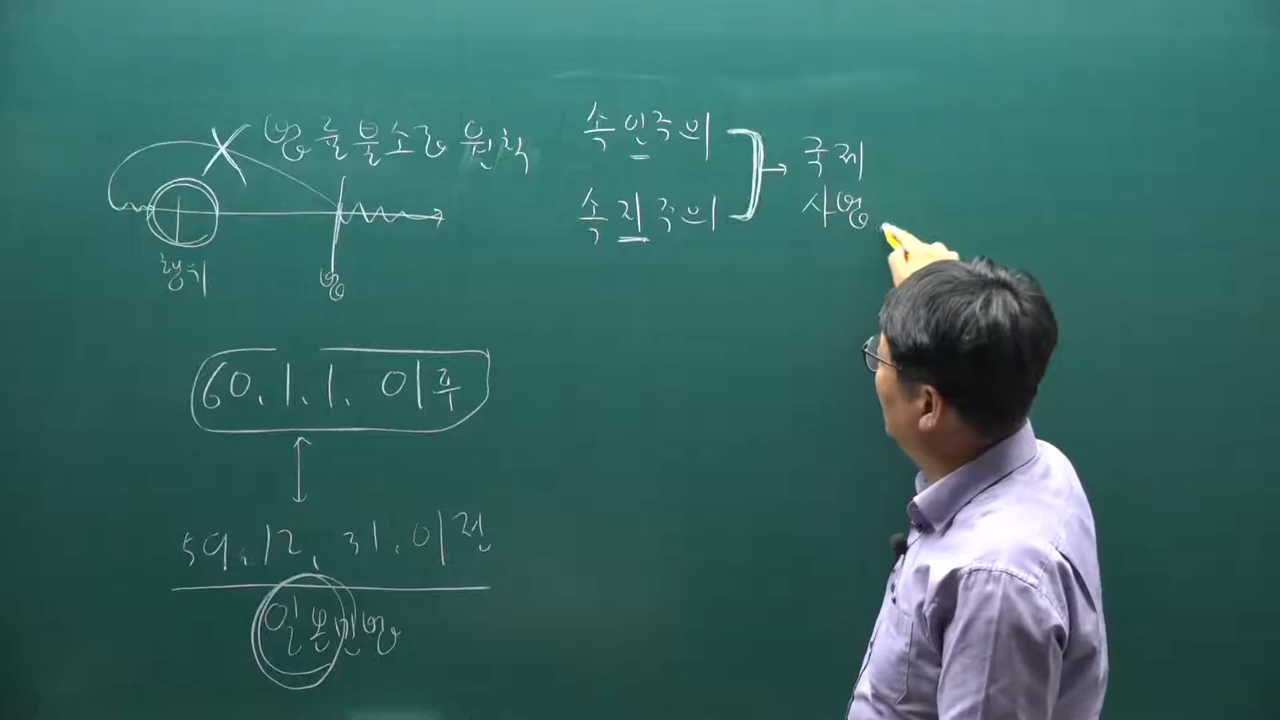 법률불소급 원칙
행위
법
60. 1. 1. 이후
59. 12. 31. 이전
일본민법
속인주의
속지주의
국제
사법